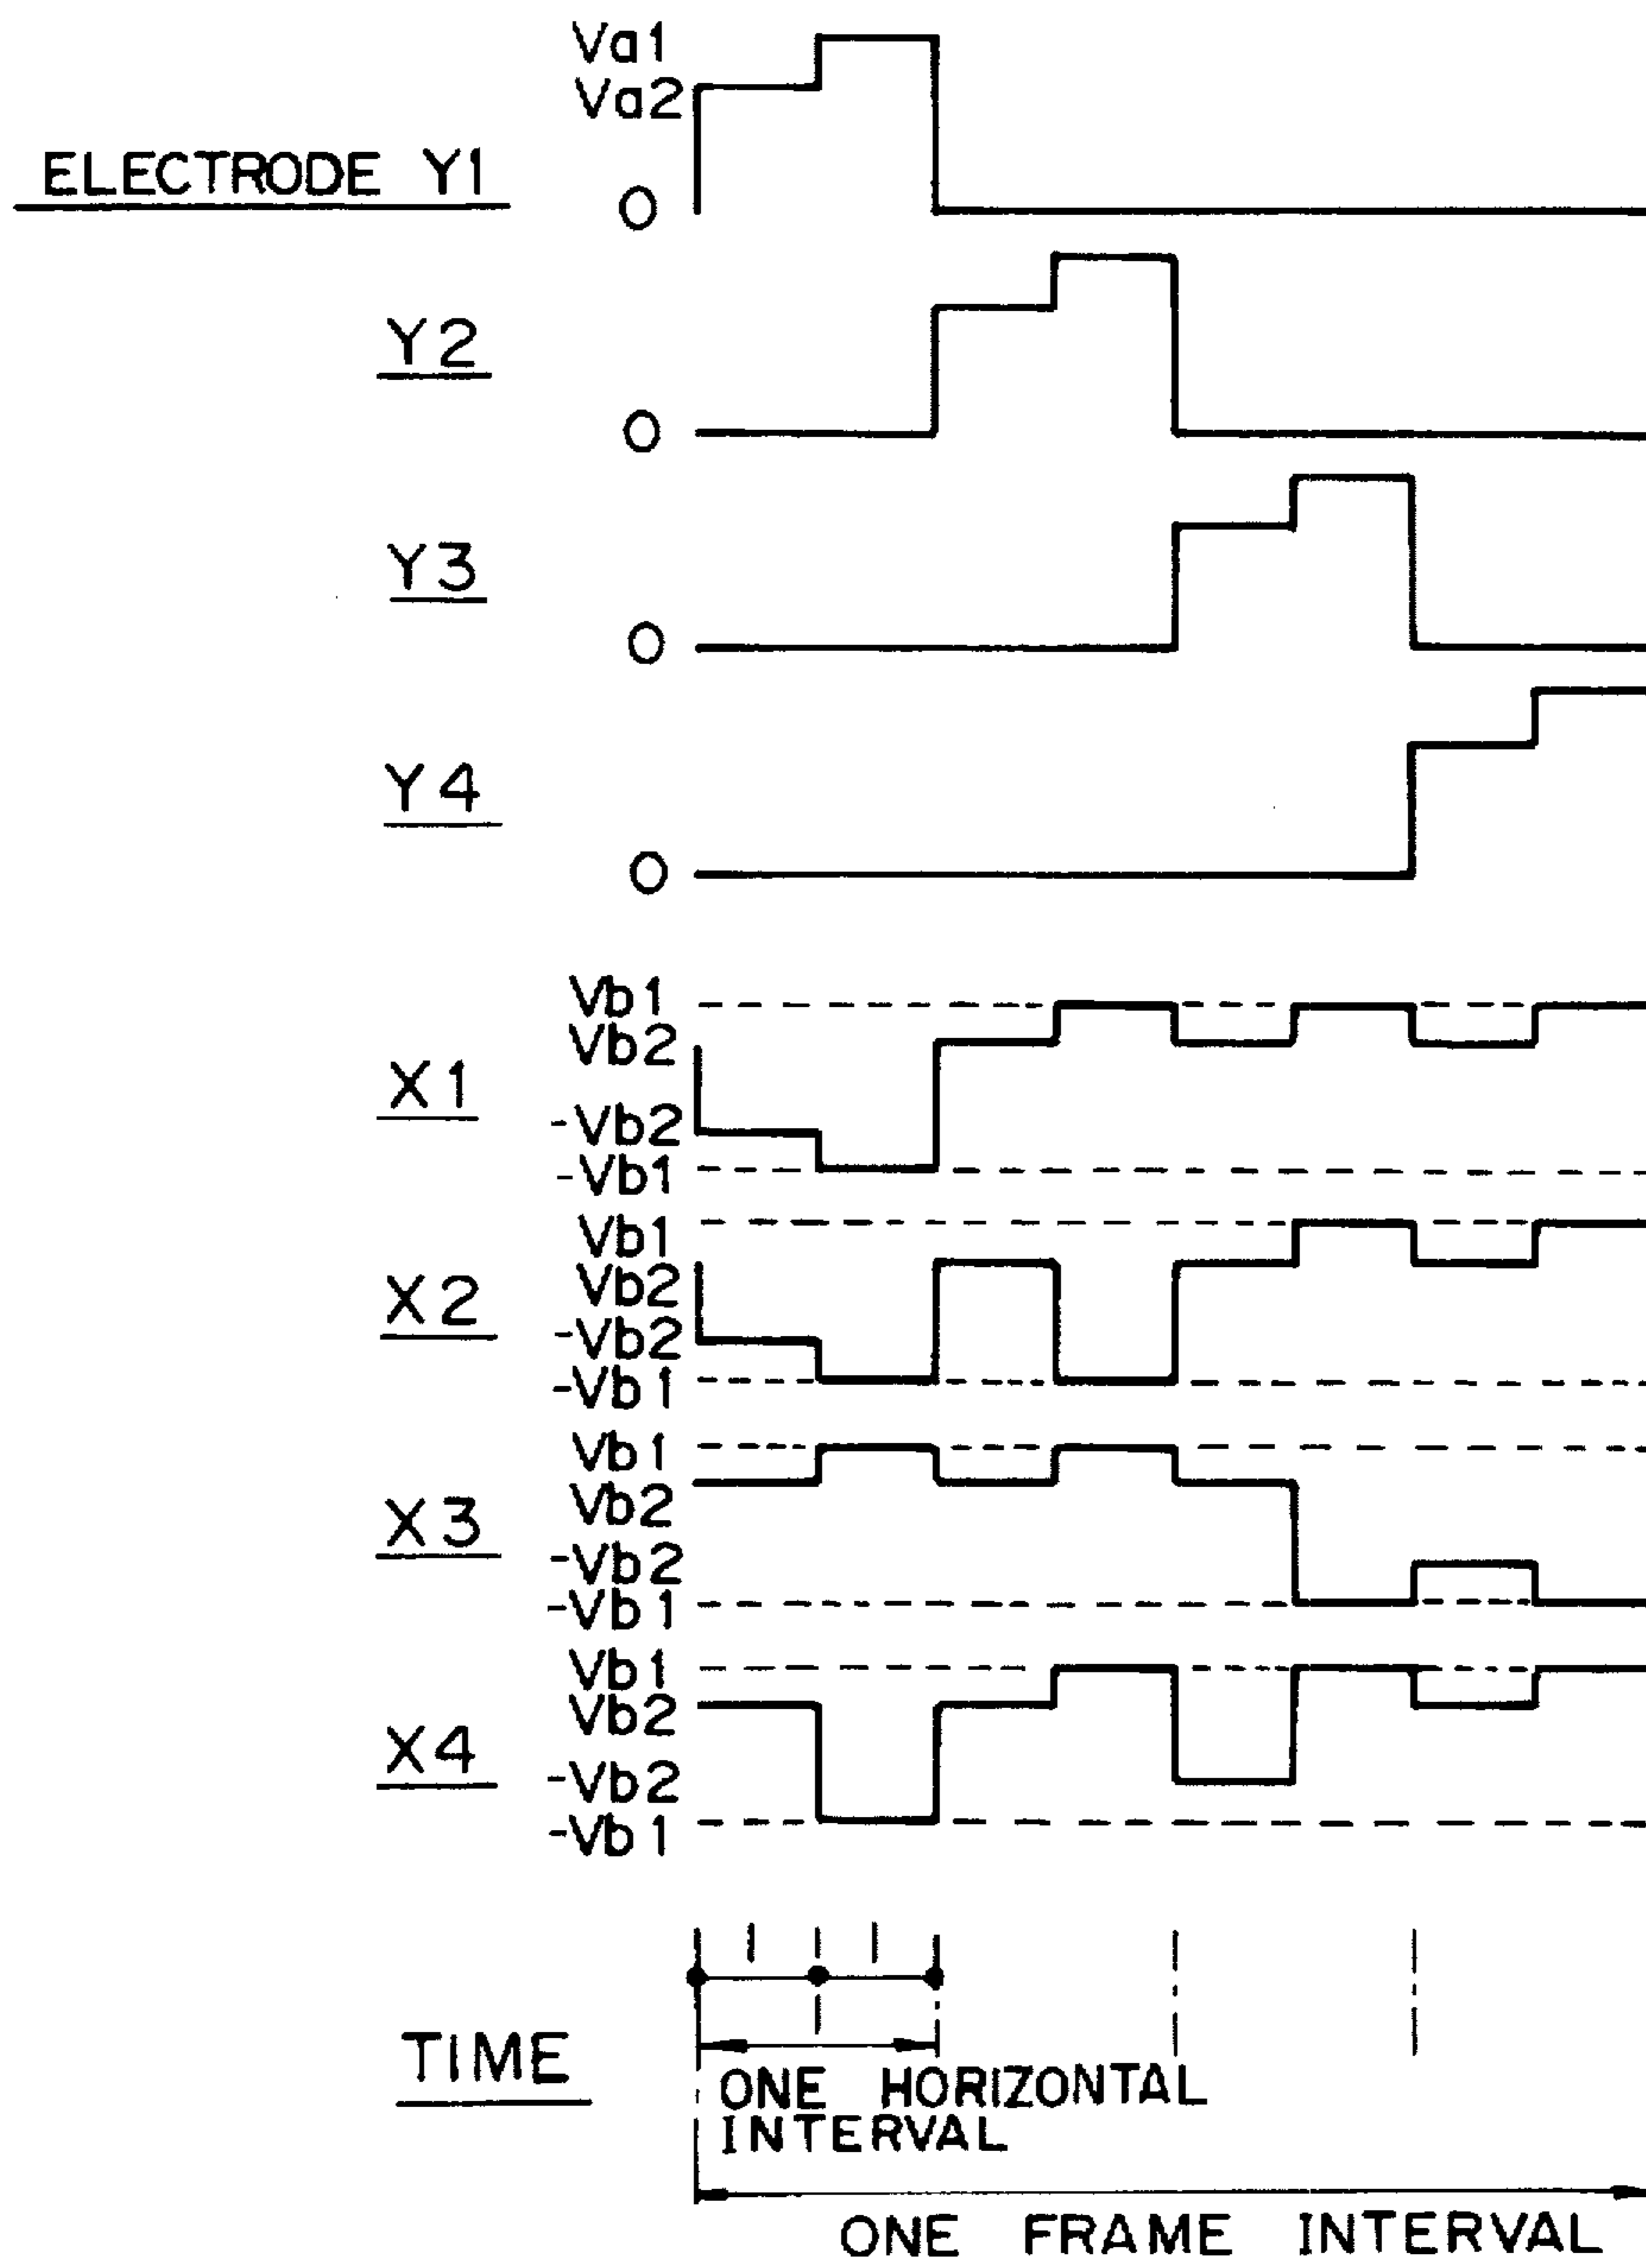 Va1
Va2
ELECTRODE Y1
0
Y2
0
Y3
0
Y4
0
Vb1
Vb2
X1
-Vb2
-Vb1
Vb1
Vb2
X2
-Vb2
-Vb1
Vb1
Vb2
X3
-Vb2
-Vb1
Vb1
Vb2
X4
-Vb2
-Vb1
TIME
ONE HORIZONTAL
INTERVAL
ONE FRAME INTERVAL